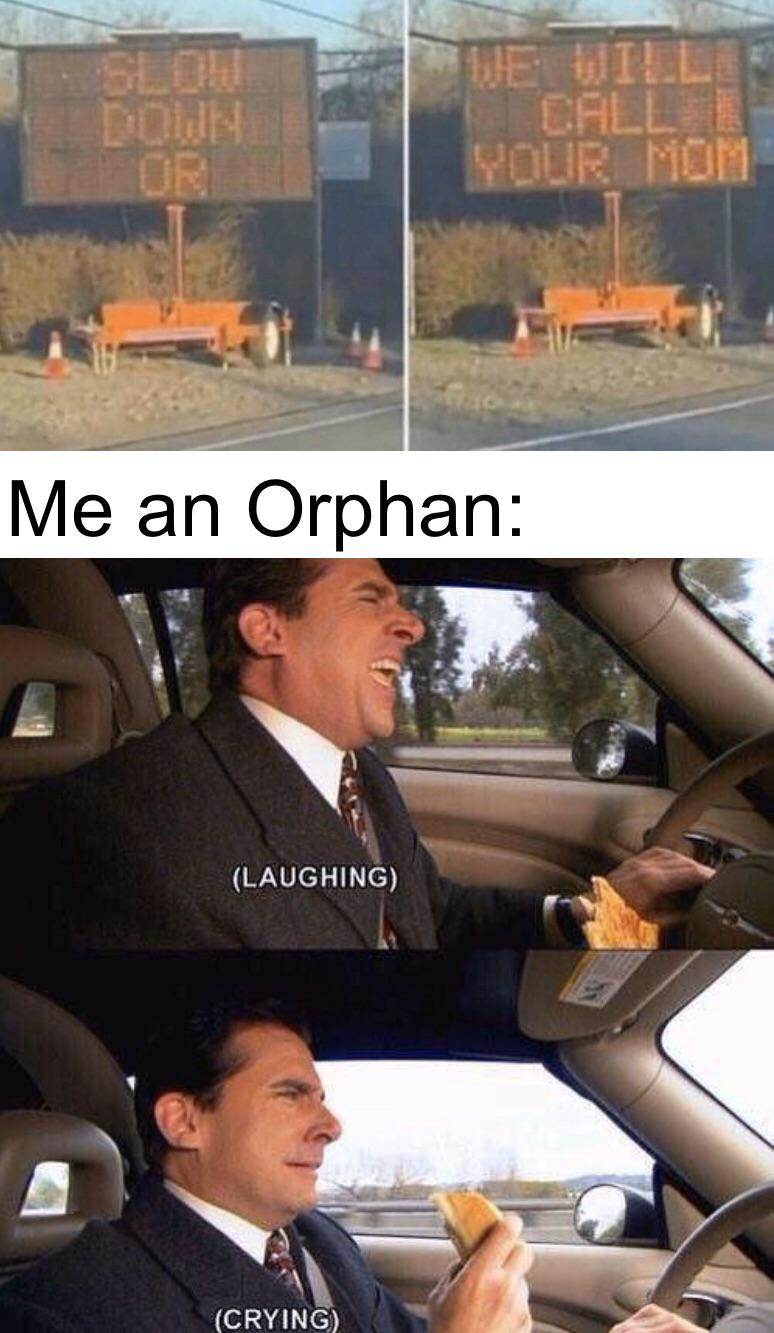 SLOW
DOWN
OR
WE WILL
CALL
YOUR MOM
Me an Orphan:
(LAUGHING)
(CRYING)